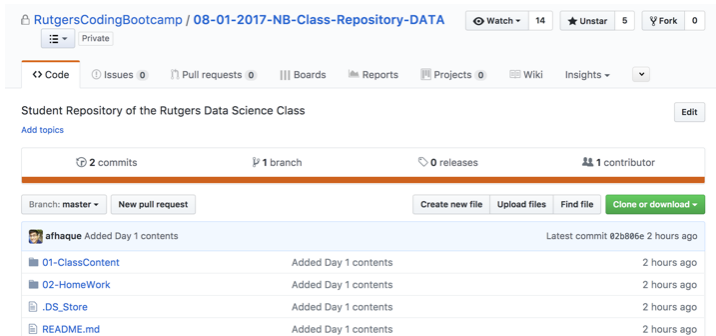 RutgersCodingBootcamp / 08-01-2017-NB-Class-Repository-DATA Watch 14 Unstar 5 Fork 0
Private
Code Issues 0 Pull requests 0 Boards Reports Projects 0 Wiki Insights
Student Repository of the Rutgers Data Science Class Edit
Add topics
2 commits 1 branch 0 releases 1 contributor
Branch: master New pull request Create new file Upload files Find file Clone or download
afhaque Added Day 1 contents Latest commit 02b806e 2 hours ago
01-ClassContent Added Day 1 contents 2 hours ago
02-HomeWork Added Day 1 contents 2 hours ago
.DS_Store Added Day 1 contents 2 hours ago
README.md Added Day 1 contents 2 hours ago